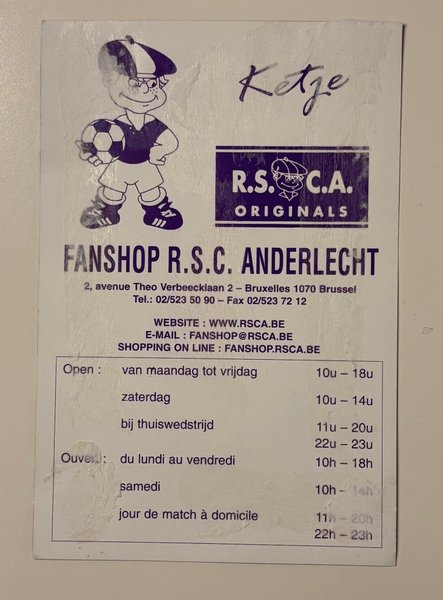 Ketje
R.S. C.A.
ORIGINALS
FANSHOP R.S.C. ANDERLECHT
2, avenue Theo Verbeecklaan 2 – Bruxelles 1070 Brussel
Tel.: 02/523 50 90 – Fax 02/523 72 12
WEBSITE : WWW.RSCA.BE
E-MAIL : FANSHOP@RSCA.BE
SHOPPING ON LINE : FANSHOP.RSCA.BE
Open : van maandag tot vrijdag 10u – 18u
zaterdag 10u – 14u
bij thuiswedstrijd 11u – 20u
22u – 23u
Ouvert : du lundi au vendredi 10h – 18h
samedi 10h – 14h
jour de match à domicile 11h – 20h
22h – 23h